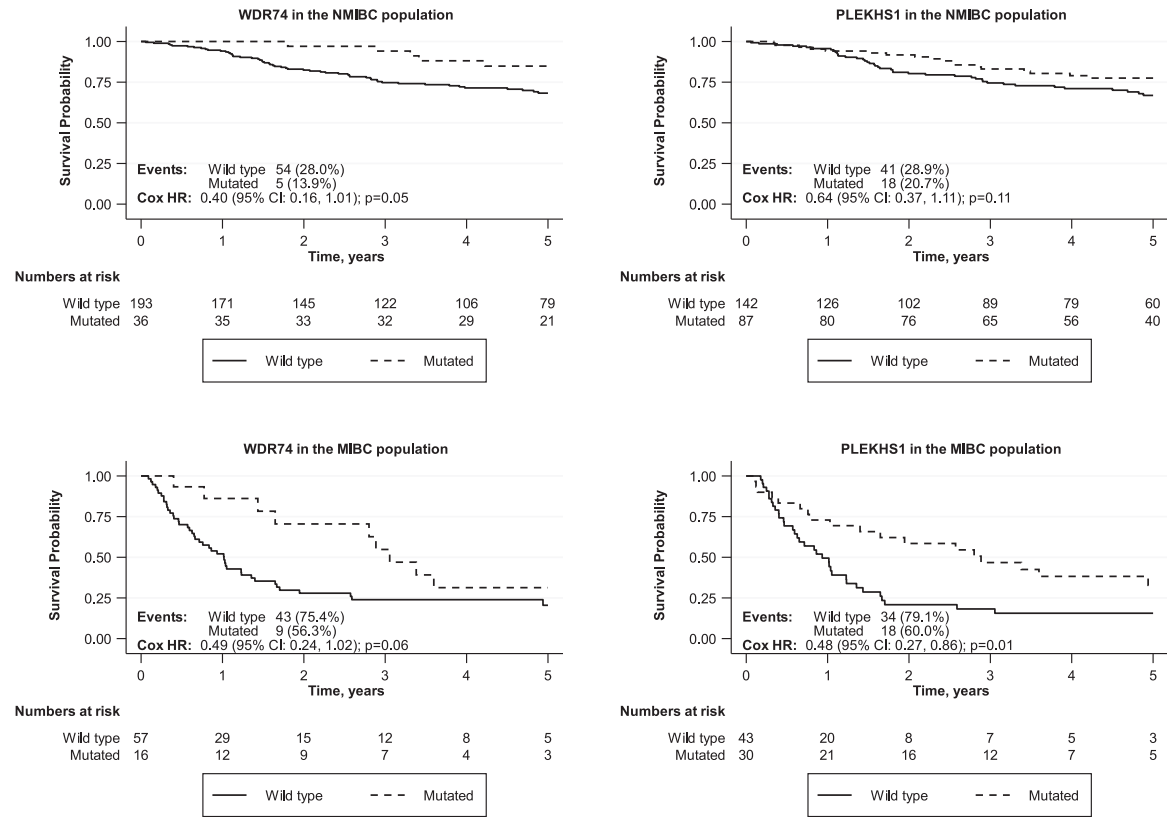 WDR74 in the NMIBC population
Survival Probability
1.00
0.75
0.50
0.25
0.00
Events: Wild type 54 (28.0%)
Mutated 5 (13.9%)
Cox HR: 0.40 (95% CI: 0.16, 1.01); p=0.05
0 1 2 3 4 5
Time, years
Numbers at risk
Wild type 193 171 145 122 106 79
Mutated 36 35 33 32 29 21
Wild type Mutated
PLEKHS1 in the NMIBC population
Survival Probability
1.00
0.75
0.50
0.25
0.00
Events: Wild type 41 (28.9%)
Mutated 18 (20.7%)
Cox HR: 0.64 (95% CI: 0.37, 1.11); p=0.11
0 1 2 3 4 5
Time, years
Numbers at risk
Wild type 142 126 102 89 79 60
Mutated 87 80 76 65 56 40
Wild type Mutated
WDR74 in the MIBC population
Survival Probability
1.00
0.75
0.50
0.25
0.00
Events: Wild type 43 (75.4%)
Mutated 9 (56.3%)
Cox HR: 0.49 (95% CI: 0.24, 1.02); p=0.06
0 1 2 3 4 5
Time, years
Numbers at risk
Wild type 57 29 15 12 8 5
Mutated 16 12 9 7 4 3
Wild type Mutated
PLEKHS1 in the MIBC population
Survival Probability
1.00
0.75
0.50
0.25
0.00
Events: Wild type 34 (79.1%)
Mutated 18 (60.0%)
Cox HR: 0.48 (95% CI: 0.27, 0.86); p=0.01
0 1 2 3 4 5
Time, years
Numbers at risk
Wild type 43 20 8 7 5 3
Mutated 30 21 16 12 7 5
Wild type Mutated